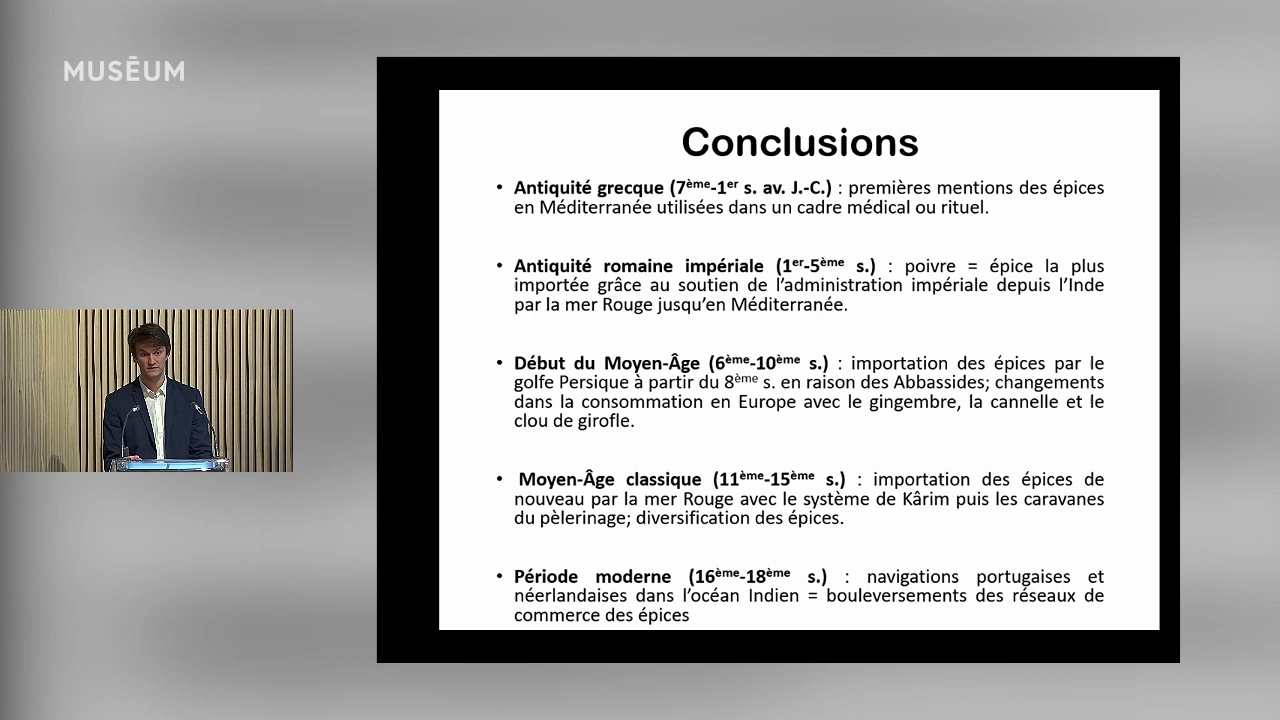 MUSĒUM
Conclusions
• Antiquité grecque (7ème-1er s. av. J.-C.) : premières mentions des épices
en Méditerranée utilisées dans un cadre médical ou rituel.
• Antiquité romaine impériale (1er-5ème s.) : poivre = épice la plus
importée grâce au soutien de l’administration impériale depuis l’Inde
par la mer Rouge jusqu’en Méditerranée.
• Début du Moyen-Âge (6ème-10ème s.) : importation des épices par le
golfe Persique à partir du 8ème s. en raison des Abbassides; changements
dans la consommation en Europe avec le gingembre, la cannelle et le
clou de girofle.
• Moyen-Âge classique (11ème-15ème s.) : importation des épices de
nouveau par la mer Rouge avec le système de Kârim puis les caravanes
du pèlerinage; diversification des épices.
• Période moderne (16ème-18ème s.) : navigations portugaises et
néerlandaises dans l’océan Indien = bouleversements des réseaux de
commerce des épices